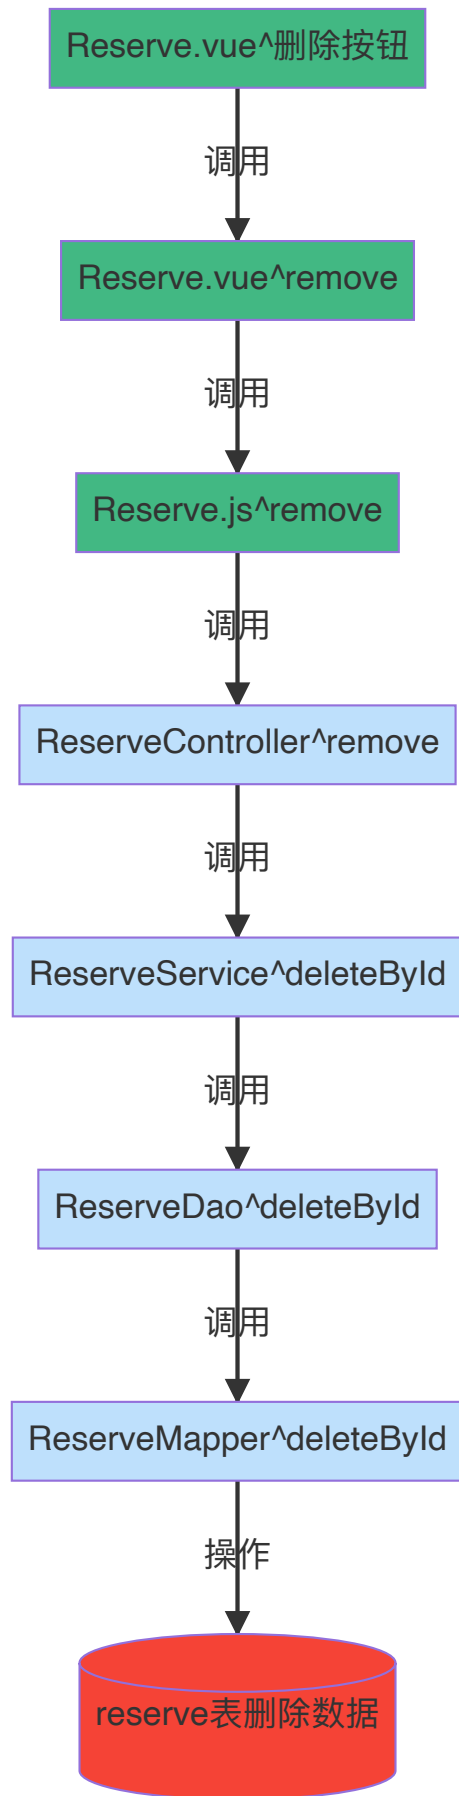 Reserve.vue^删除按钮
调用
Reserve.vue^remove
调用
Reserve.js^remove
调用
ReserveController^remove
调用
ReserveService^deleteById
调用
ReserveDao^deleteById
调用
ReserveMapper^deleteById
操作
reserve表删除数据